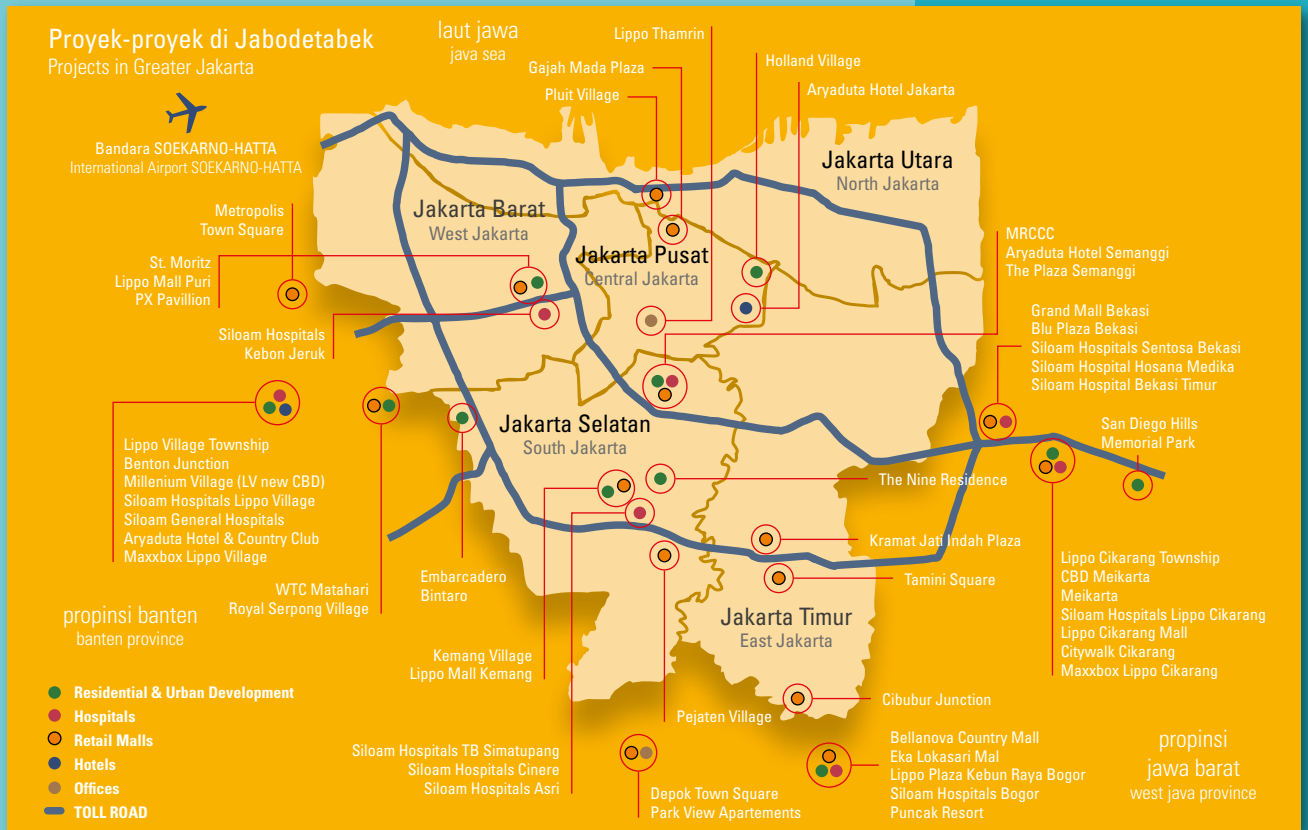 Proyek-proyek di Jabodetabek
Projects in Greater Jakarta
laut jawa
java sea
Lippo Thamrin
Gajah Mada Plaza
Pluit Village
Holland Village
Aryaduta Hotel Jakarta
Bandara SOEKARNO-HATTA
International Airport SOEKARNO-HATTA
Jakarta Utara
North Jakarta
Jakarta Barat
West Jakarta
Jakarta Pusat
Central Jakarta
Metropolis
Town Square
St. Moritz
Lippo Mall Puri
PX Pavillion
Siloam Hospitals
Kebon Jeruk
MRCCC
Aryaduta Hotel Semanggi
The Plaza Semanggi
Grand Mall Bekasi
Blu Plaza Bekasi
Siloam Hospitals Sentosa Bekasi
Siloam Hospital Hosana Medika
Siloam Hospital Bekasi Timur
San Diego Hills
Memorial Park
Jakarta Selatan
South Jakarta
Lippo Village Township
Benton Junction
Millenium Village (LV new CBD)
Siloam Hospitals Lippo Village
Siloam General Hospitals
Aryaduta Hotel & Country Club
Maxxbox Lippo Village
The Nine Residence
Kramat Jati Indah Plaza
Tamini Square
WTC Matahari
Royal Serpong Village
Embarcadero
Bintaro
Lippo Cikarang Township
CBD Meikarta
Meikarta
Siloam Hospitals Lippo Cikarang
Lippo Cikarang Mall
Citywalk Cikarang
Maxxbox Lippo Cikarang
propinsi banten
banten province
Jakarta Timur
East Jakarta
Kemang Village
Lippo Mall Kemang
Residential & Urban Development
Hospitals
Retail Malls
Hotels
Offices
TOLL ROAD
Cibubur Junction
Pejaten Village
Siloam Hospitals TB Simatupang
Siloam Hospitals Cinere
Siloam Hospitals Asri
Depok Town Square
Park View Apartements
Bellanova Country Mall
Eka Lokasari Mal
Lippo Plaza Kebun Raya Bogor
Siloam Hospitals Bogor
Puncak Resort
propinsi
jawa barat
west java province